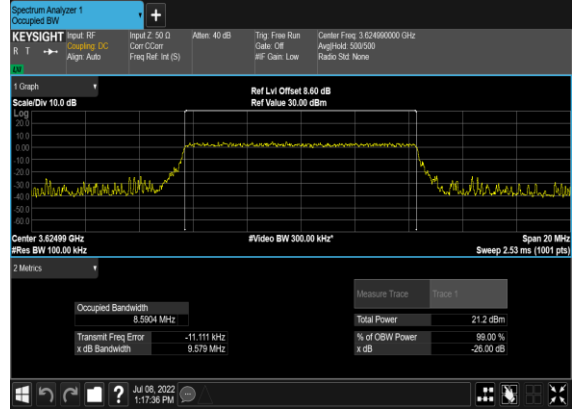 Spectrum Analyzer 1
Occupied BW
+
KEYSIGHT Input: RF Input Z: 50 Ω Atten: 40 dB Trig: Free Run Center Freq: 3.624990000 GHz
R T Coupling: DC Corr CCorr Gate: Off Avg|Hold: 500/500
Align: Auto Freq Ref: Int (S) #IF Gain: Low Radio Std: None
1 Graph
Ref Lvl Offset 8.60 dB
Scale/Div 10.0 dB Ref Value 30.00 dBm
Log
20.0
10.0
0.00
-10.0
-20.0
-30.0
-40.0
-50.0
-60.0
Center 3.62499 GHz #Video BW 300.00 kHz* Span 20 MHz
#Res BW 100.00 kHz Sweep 2.53 ms (1001 pts)
2 Metrics
Measure Trace Trace 1
Occupied Bandwidth
8.5904 MHz Total Power 21.2 dBm
Transmit Freq Error -11.111 kHz % of OBW Power 99.00 %
x dB Bandwidth 9.579 MHz x dB -26.00 dB
? Jul 08, 2022
1:17:36 PM